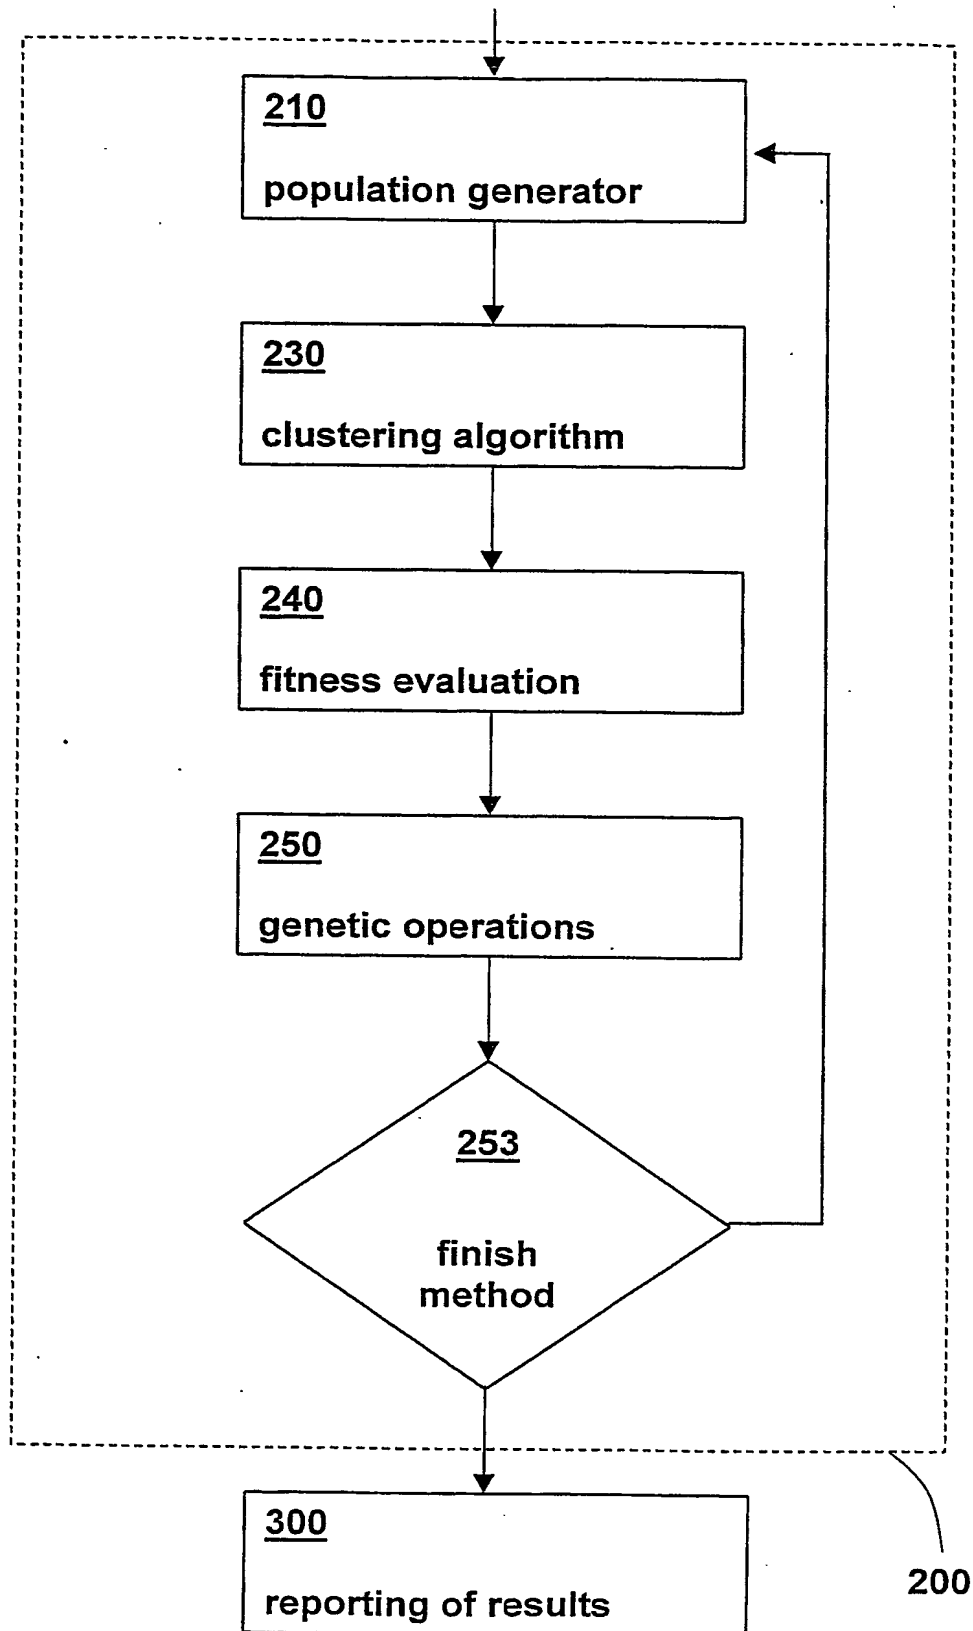 210
population generator
230
clustering algorithm
240
fitness evaluation
250
genetic operations
253
finish
method
300
reporting of results
200